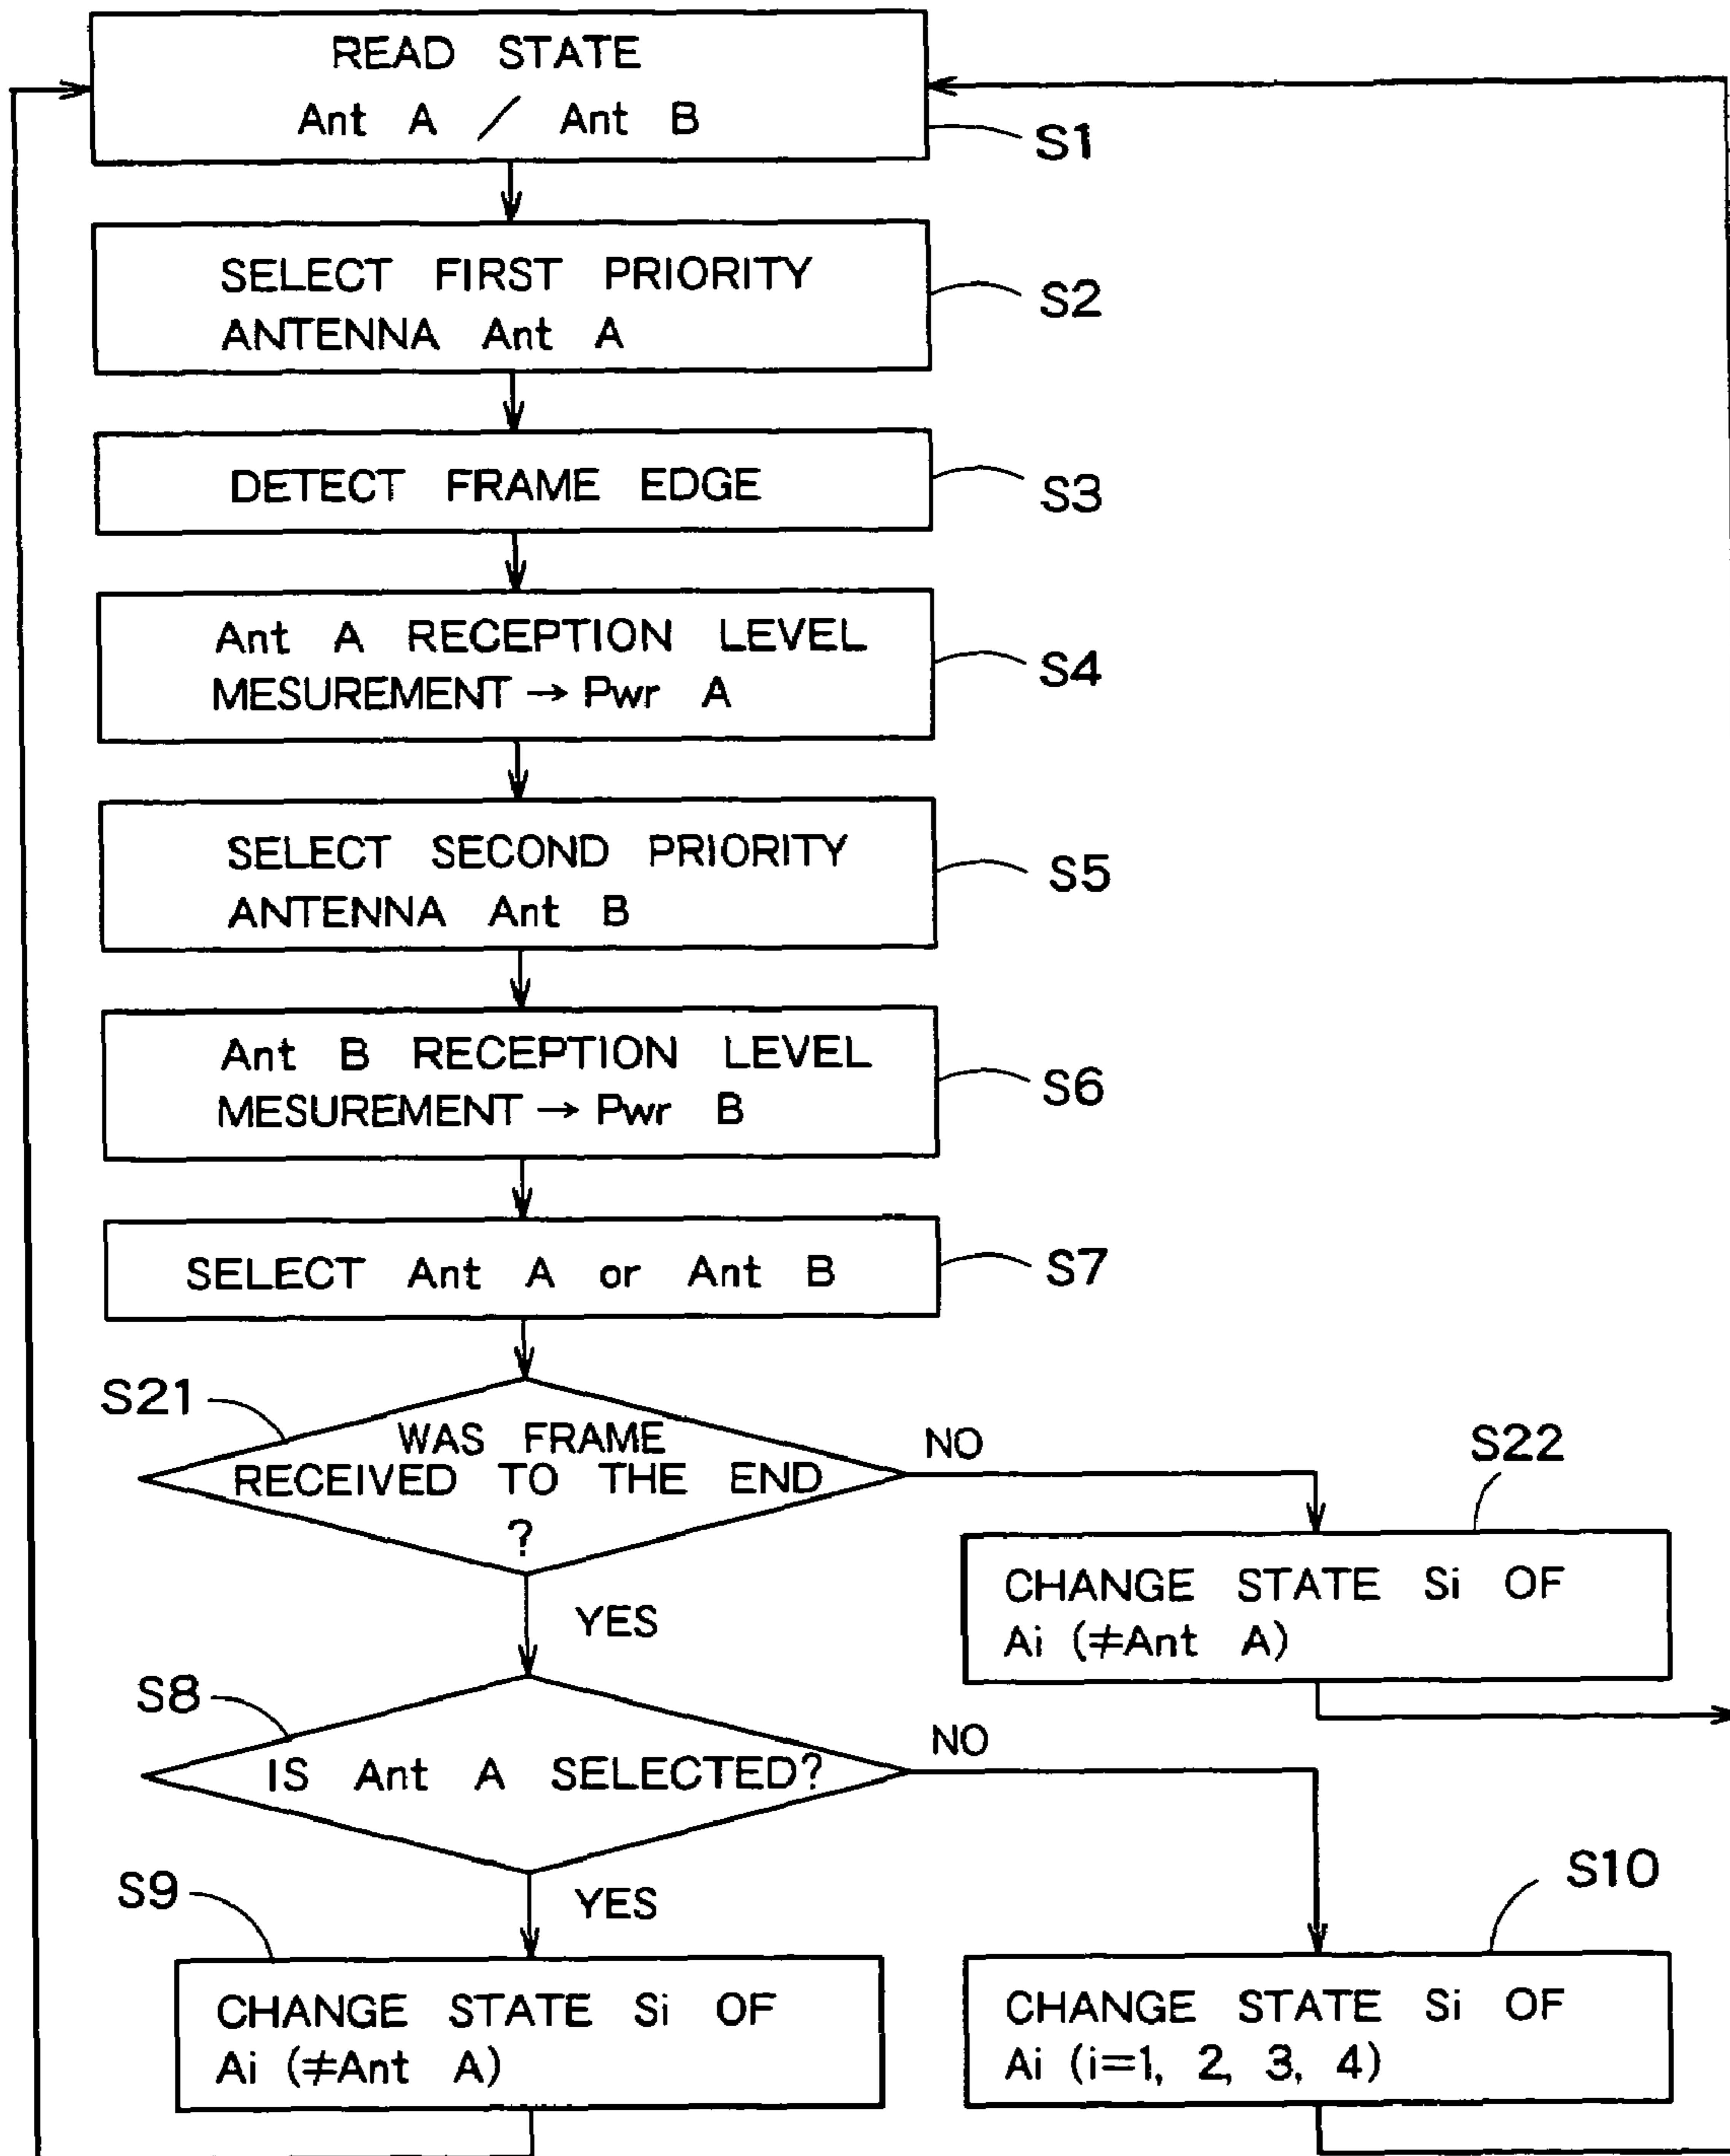 READ STATE
Ant A / Ant B
S1
SELECT FIRST PRIORITY
ANTENNA Ant A
S2
DETECT FRAME EDGE
S3
Ant A RECEPTION LEVEL
MESUREMENT → Pwr A
S4
SELECT SECOND PRIORITY
ANTENNA Ant B
S5
Ant B RECEPTION LEVEL
MESUREMENT → Pwr B
S6
SELECT Ant A or Ant B
S7
S21
WAS FRAME
RECEIVED TO THE END
?
NO
YES
S22
CHANGE STATE Si OF
Ai (≠Ant A)
S8
IS Ant A SELECTED?
NO
YES
S9
CHANGE STATE Si OF
Ai (≠Ant A)
S10
CHANGE STATE Si OF
Ai (i=1, 2, 3, 4)